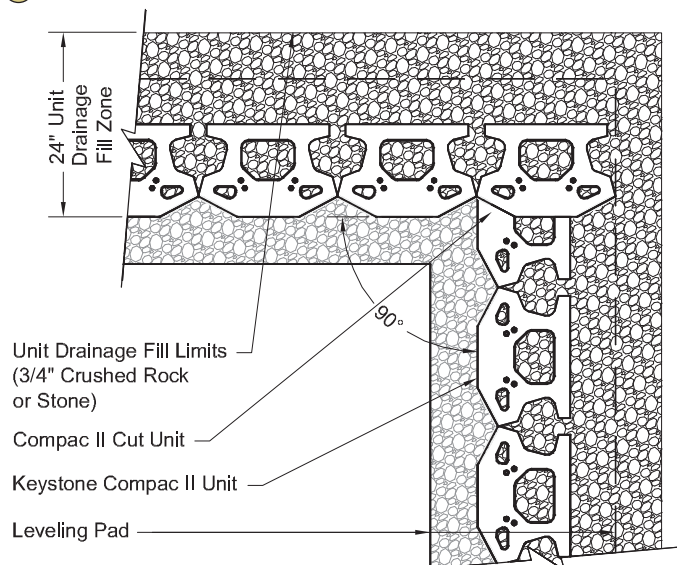 24" Unit
Drainage
Fill Zone
90°
Unit Drainage Fill Limits
(3/4" Crushed Rock
or Stone)
Compac II Cut Unit
Keystone Compac II Unit
Leveling Pad